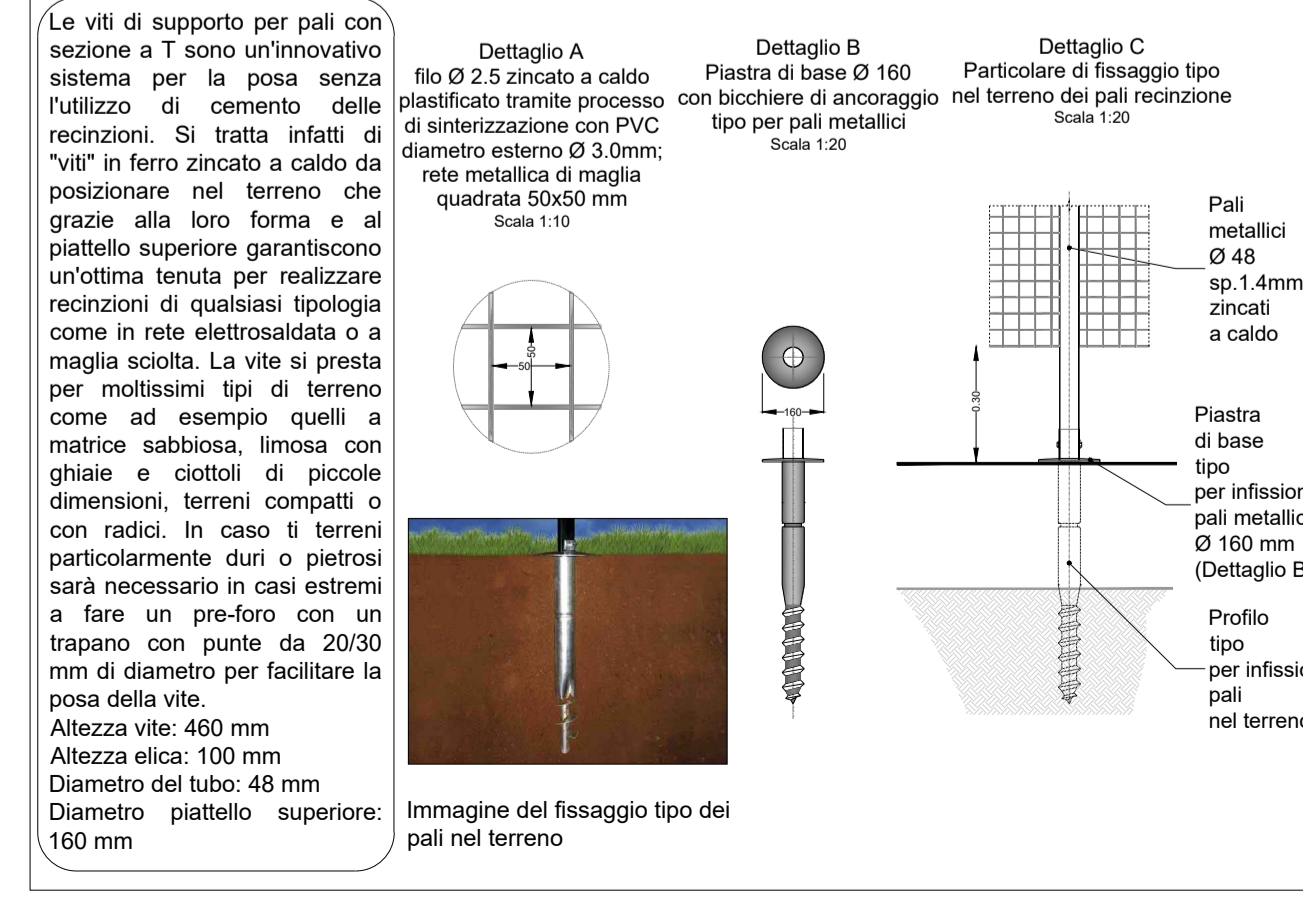 Le viti di supporto per pali con
sezione a T sono un'innovativo
sistema per la posa senza
l'utilizzo di cemento delle
recinzioni. Si tratta infatti di
"viti" in ferro zincato a caldo da
posizionare nel terreno che
grazie alla loro forma e al
piattello superiore garantiscono
un'ottima tenuta per realizzare
recinzioni di qualsiasi tipologia
come in rete elettrosaldata o a
maglia sciolta. La vite si presta
per moltissimi tipi di terreno
come ad esempio quelli a
matrice sabbiosa, limosa con
ghiaie e ciottoli di piccole
dimensioni, terreni compatti o
con radici. In caso ti terreni
particolarmente duri o pietrosi
sarà necessario in casi estremi
a fare un pre-foro con un
trapano con punte da 20/30
mm di diametro per facilitare la
posa della vite.
Altezza vite: 460 mm
Altezza elica: 100 mm
Diametro del tubo: 48 mm
Diametro piattello superiore:
160 mm
Dettaglio A
filo Ø 2.5 zincato a caldo
plastificato tramite processo
di sinterizzazione con PVC
diametro esterno Ø 3.0mm;
rete metallica di maglia
quadrata 50x50 mm
Scala 1:10
50
50
Immagine del fissaggio tipo dei
pali nel terreno
Dettaglio B
Piastra di base Ø 160
con bicchiere di ancoraggio
tipo per pali metallici
Scala 1:20
160
Dettaglio C
Particolare di fissaggio tipo
nel terreno dei pali recinzione
Scala 1:20
0.30
Pali
metallici
Ø 48
sp.1.4mm
zincati
a caldo
Piastra
di base
tipo
per infission
pali metallic
Ø 160 mm
(Dettaglio B
Profilo
tipo
per infissio
pali
nel terreno